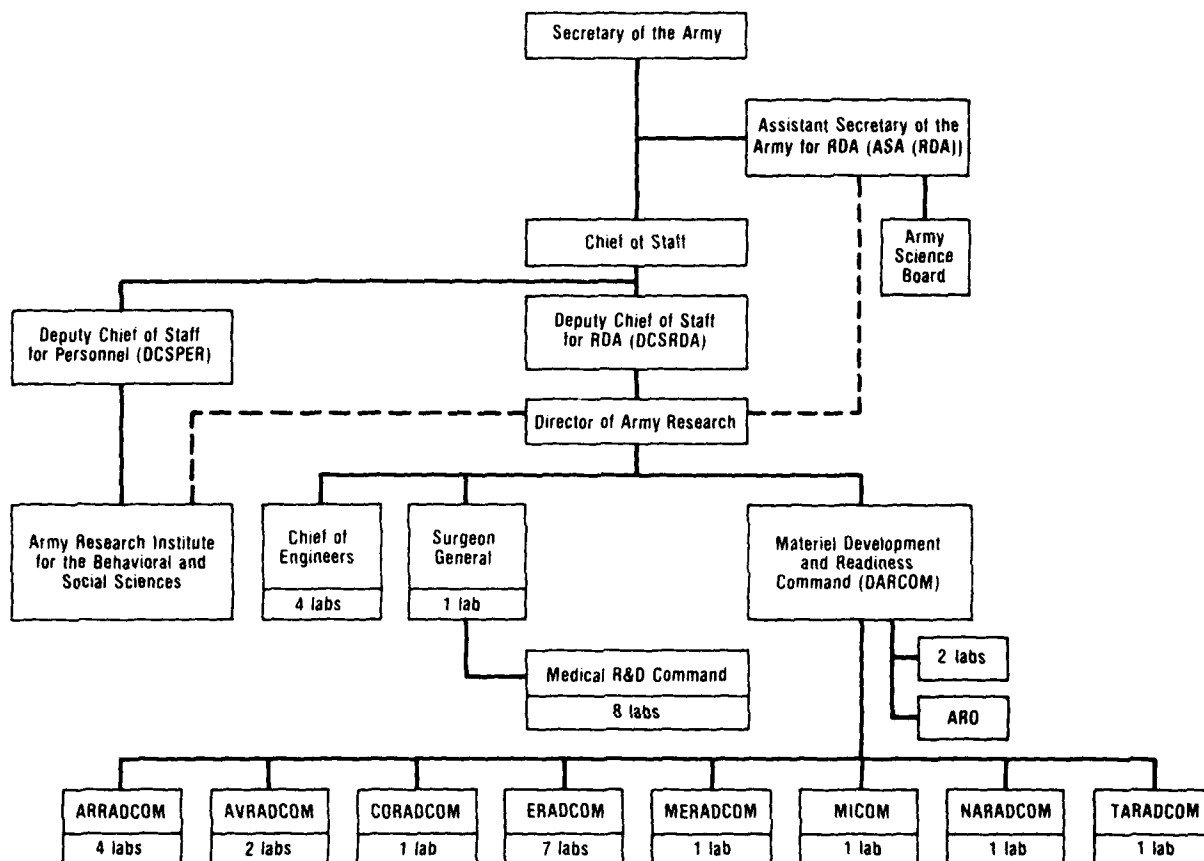 Secretary of the Army
Assistant Secretary of the
Army for RDA (ASA (RDA))
Chief of Staff
Army
Science
Board
Deputy Chief of Staff
for Personnel (DCSPER)
Deputy Chief of Staff
for RDA (DCSRDA)
Director of Army Research
Army Research Institute
for the Behavioral and
Social Sciences
Chief of
Engineers
4 labs
Surgeon
General
1 lab
Materiel Development
and Readiness
Command (DARCOM)
Medical R&D Command
8 labs
2 labs
ARO
ARRADCOM
4 labs
AVRADCOM
2 labs
CORADCOM
1 lab
ERADCOM
7 labs
MERADCOM
1 lab
MICOM
1 lab
NARADCOM
1 lab
TARADCOM
1 lab